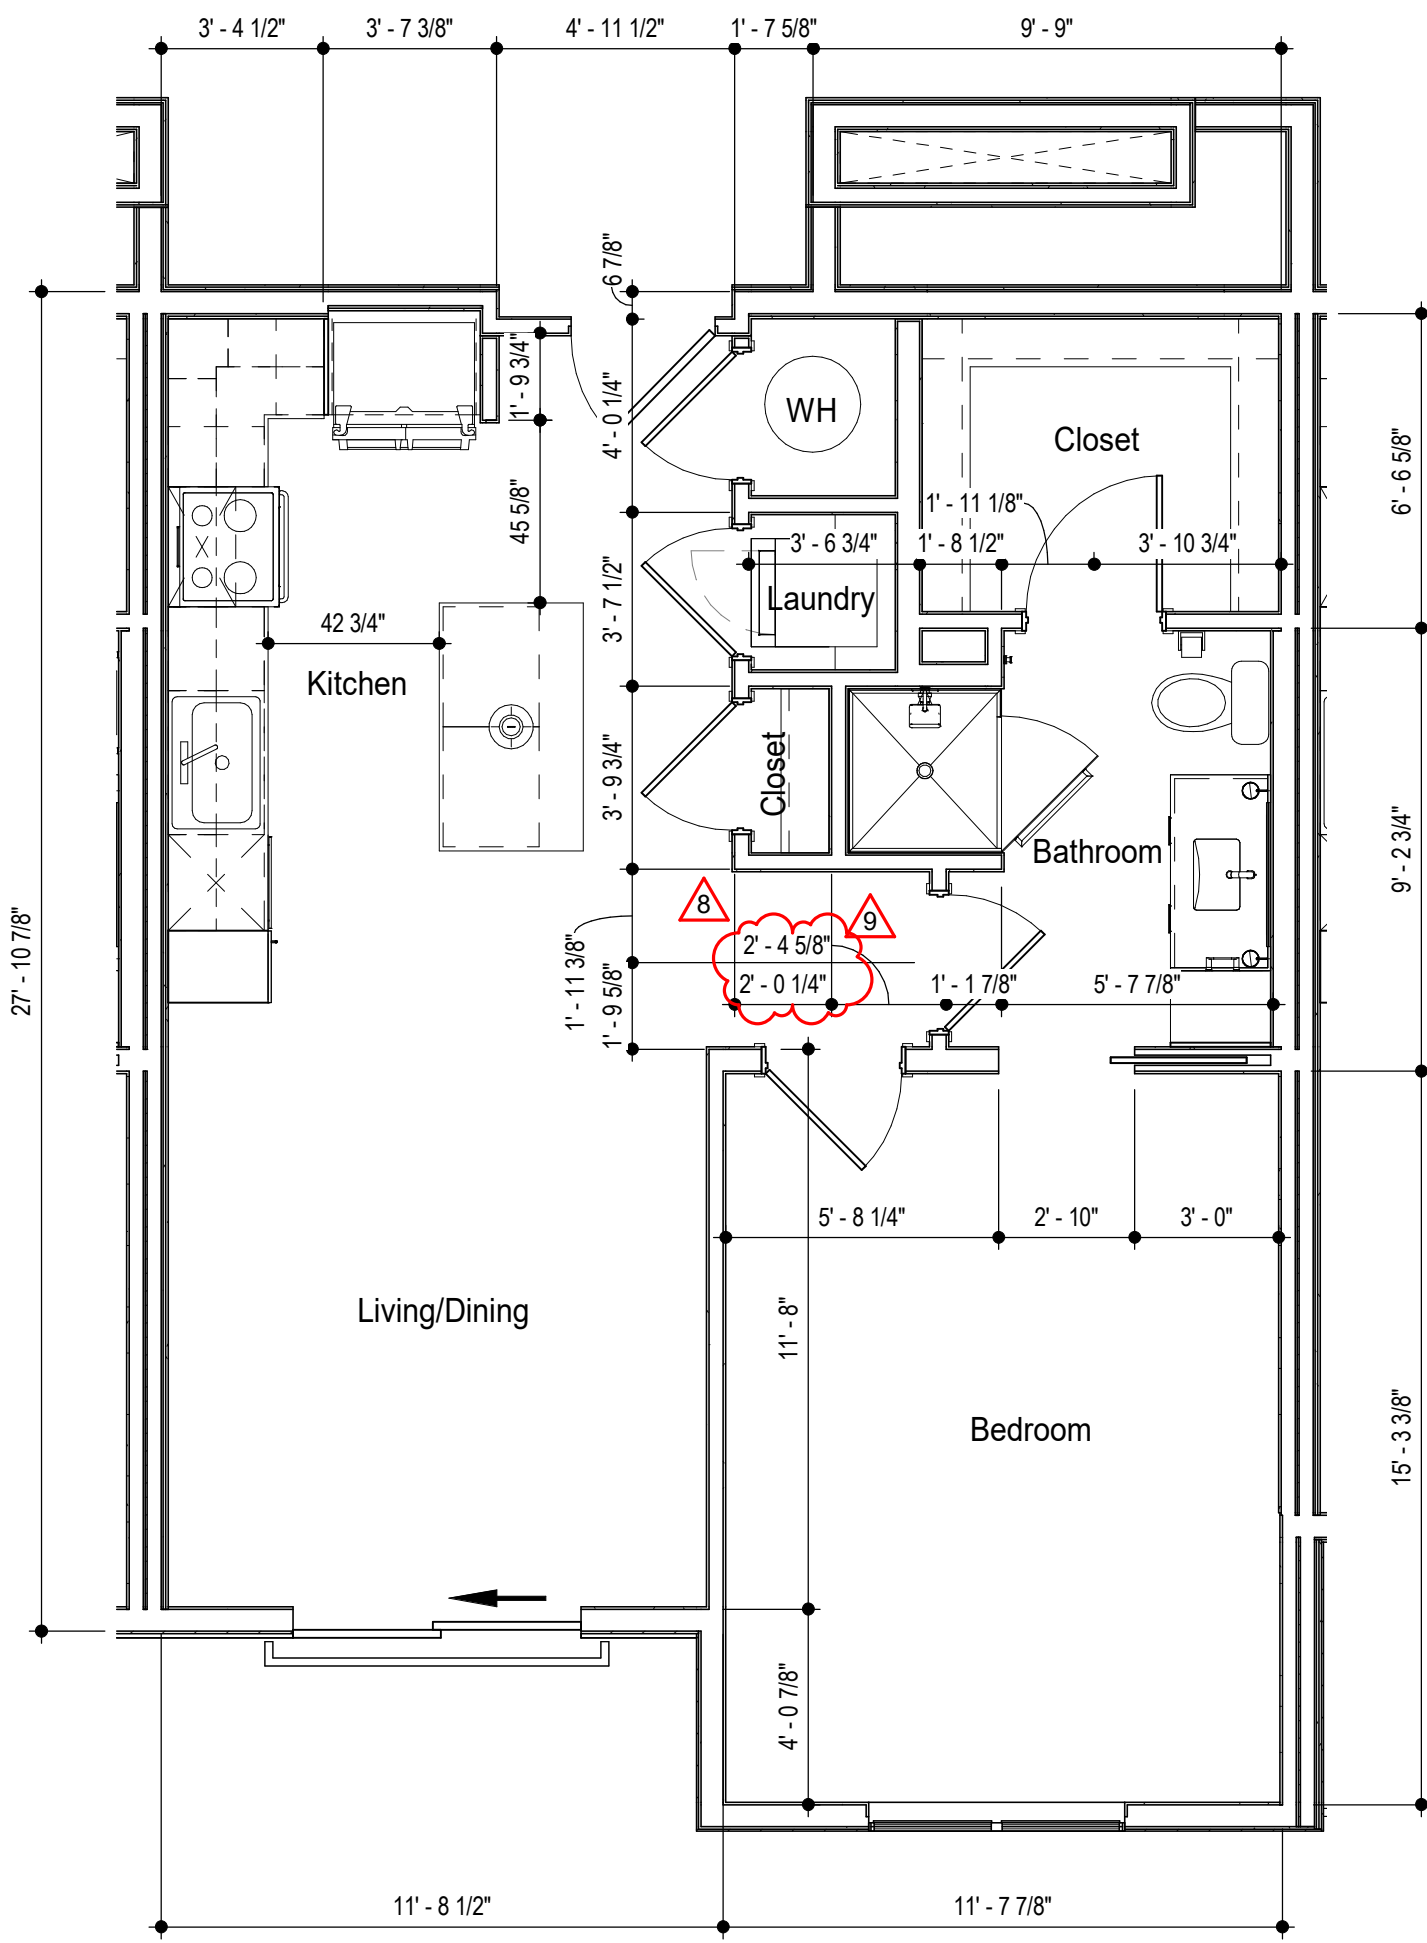 3' - 4 1/2"
3' - 7 3/8"
4' - 11 1/2"
1' - 7 5/8"
9' - 9"
6 7/8"
1' - 9 3/4"
4' - 0 1/4"
WH
Closet
6' - 6 5/8"
45 5/8"
1' - 11 1/8"
3' - 6 3/4"
1' - 8 1/2"
3' - 10 3/4"
3' - 7 1/2"
Laundry
42 3/4"
Kitchen
3' - 9 3/4"
Closet
Bathroom
9' - 2 3/4"
8
9
27' - 10 7/8"
2' - 4 5/8"
1' - 11 3/8"
1' - 9 5/8"
2' - 0 1/4"
1' - 1 7/8"
5' - 7 7/8"
5' - 8 1/4"
2' - 10"
3' - 0"
Living/Dining
11' - 8"
Bedroom
15' - 3 3/8"
4' - 0 7/8"
11' - 8 1/2"
11' - 7 7/8"